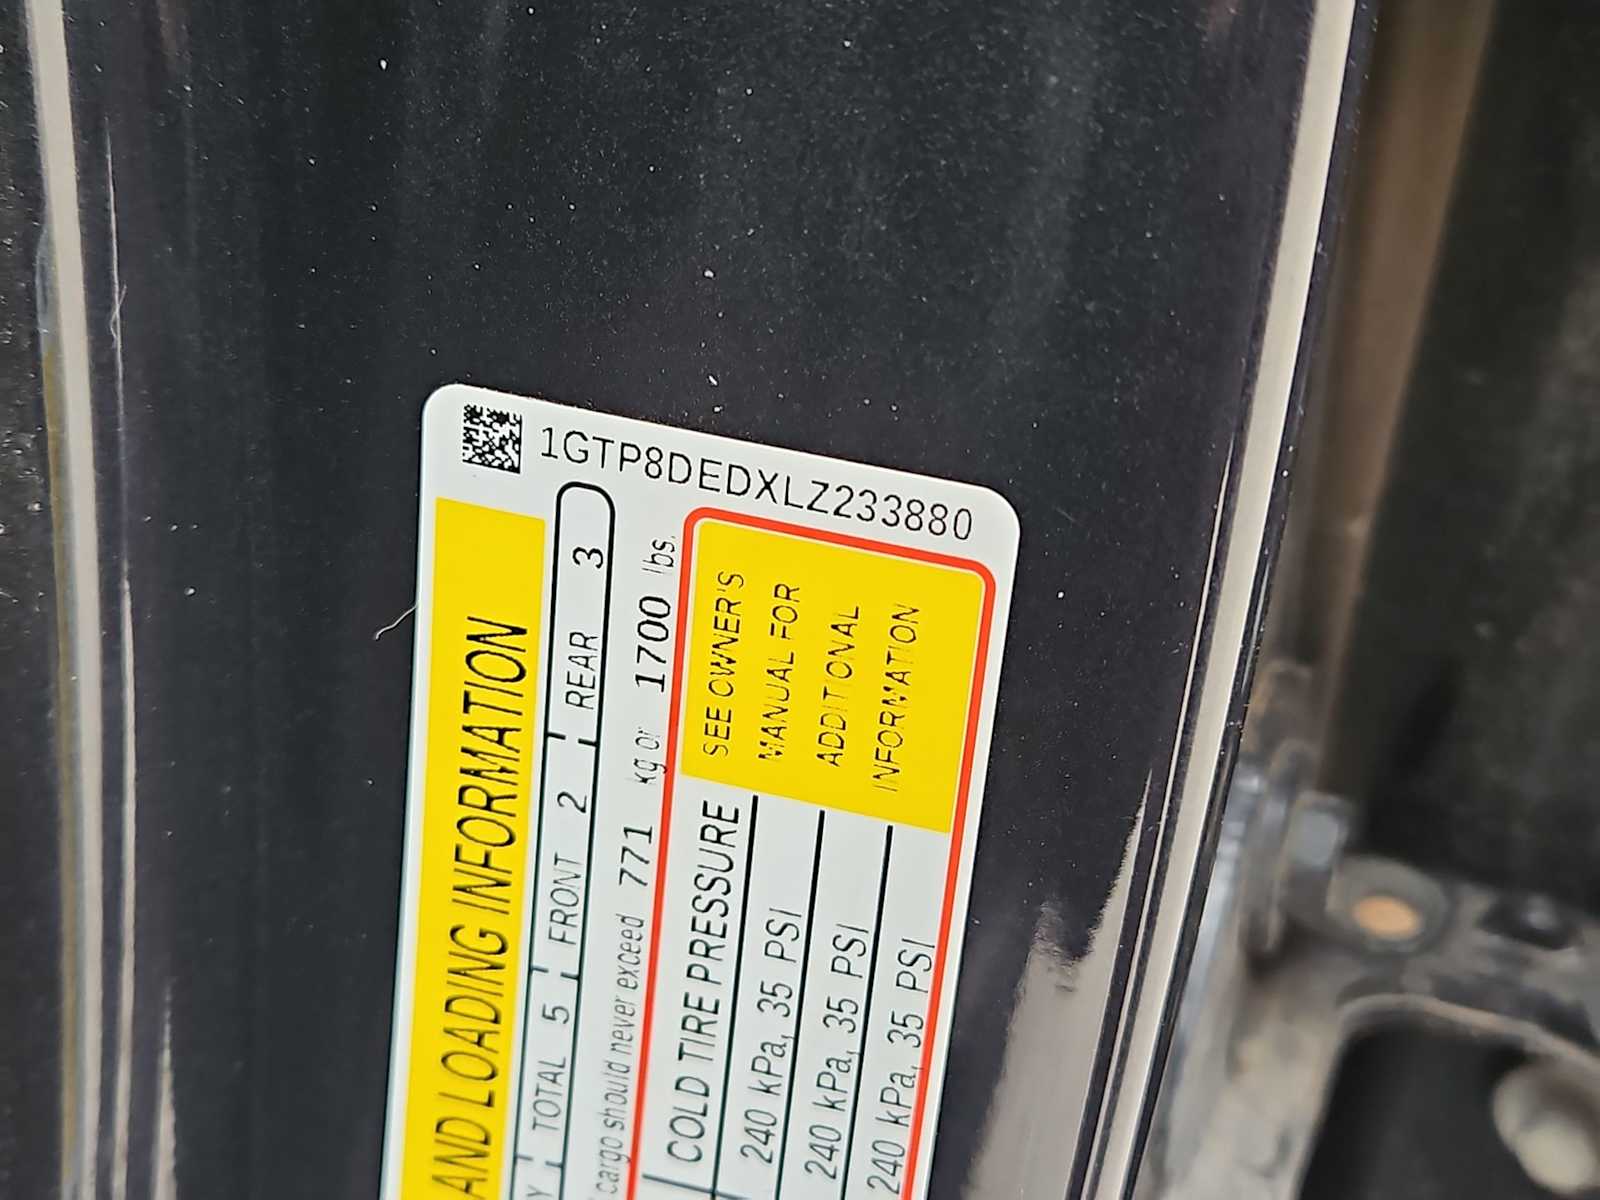 1GTP8DEDXLZ233880
AND LOADING INFORMATION
TOTAL 5 FRONT 2 REAR 3
cargo should never exceed 771 kg or 1700 lbs.
COLD TIRE PRESSURE
240 kPa, 35 PSI
240 kPa, 35 PSI
240 kPa, 35 PSI
SEE OWNER'S
MANUAL FOR
ADDITIONAL
INFORMATION